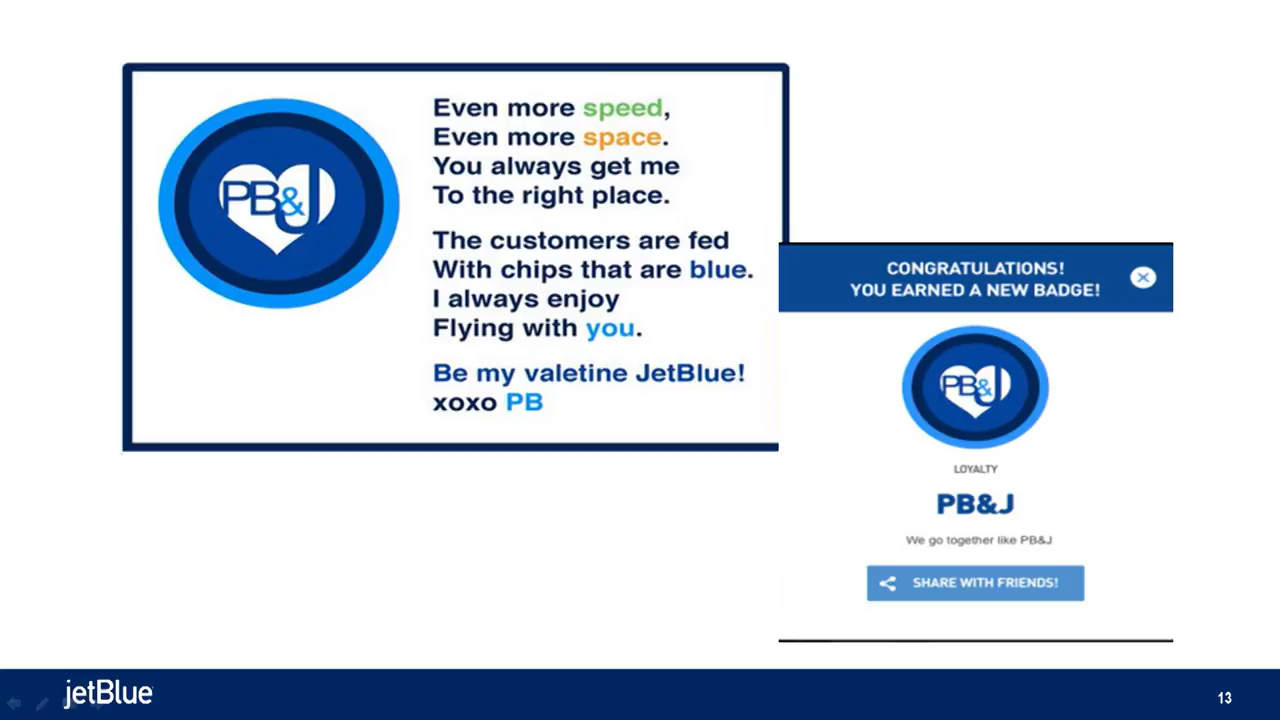 PB&J
Even more speed,
Even more space.
You always get me
To the right place.
The customers are fed
With chips that are blue.
I always enjoy
Flying with you.
Be my valetine JetBlue!
xoxo PB
CONGRATULATIONS!
YOU EARNED A NEW BADGE!
PB&J
LOYALTY
PB&J
We go together like PB&J
SHARE WITH FRIENDS!
jetBlue
13